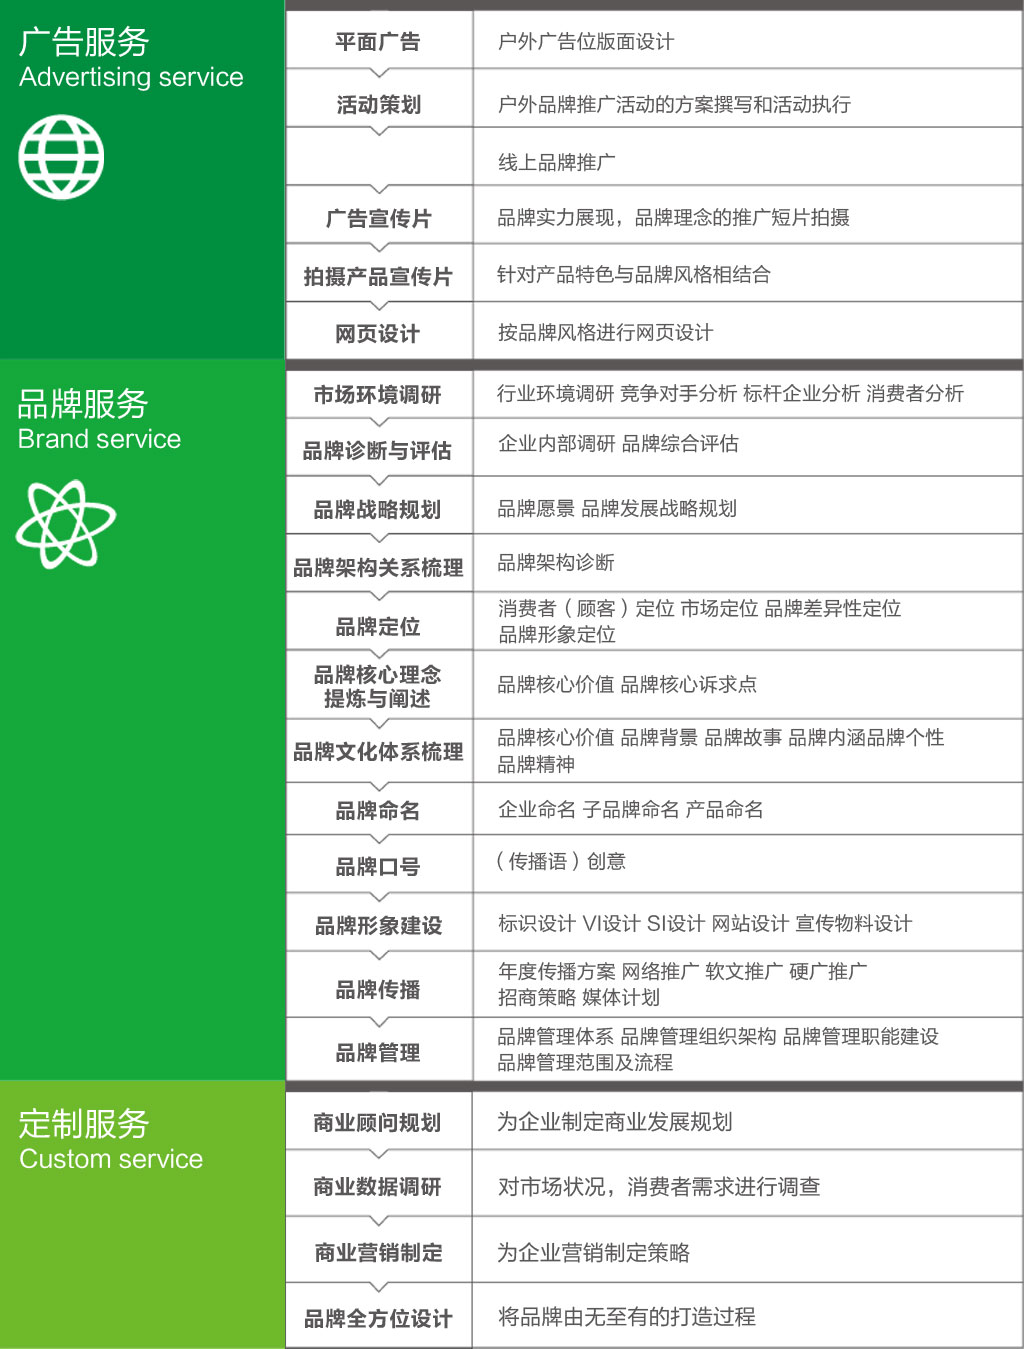 广告服务
Advertising service
平面广告
户外广告位版面设计
活动策划
户外品牌推广活动的方案撰写和活动执行
线上品牌推广
广告宣传片
品牌实力展现，品牌理念的推广短片拍摄
拍摄产品宣传片
针对产品特色与品牌风格相结合
网页设计
按品牌风格进行网页设计
品牌服务
Brand service
市场环境调研
行业环境调研 竞争对手分析 标杆企业分析 消费者分析
品牌诊断与评估
企业内部调研 品牌综合评估
品牌战略规划
品牌愿景 品牌发展战略规划
品牌架构关系梳理
品牌架构诊断
品牌定位
消费者（顾客）定位 市场定位 品牌差异性定位
品牌形象定位
品牌核心理念
提炼与阐述
品牌核心价值 品牌核心诉求点
品牌文化体系梳理
品牌核心价值 品牌背景 品牌故事 品牌内涵品牌个性
品牌精神
品牌命名
企业命名 子品牌命名 产品命名
品牌口号
（传播语）创意
品牌形象建设
标识设计 VI设计 SI设计 网站设计 宣传物料设计
品牌传播
年度传播方案 网络推广 软文推广 硬广推广
招商策略 媒体计划
品牌管理
品牌管理体系 品牌管理组织架构 品牌管理职能建设
品牌管理范围及流程
定制服务
Custom service
商业顾问规划
为企业制定商业发展规划
商业数据调研
对市场状况，消费者需求进行调查
商业营销制定
为企业营销制定策略
品牌全方位设计
将品牌由无至有的打造过程